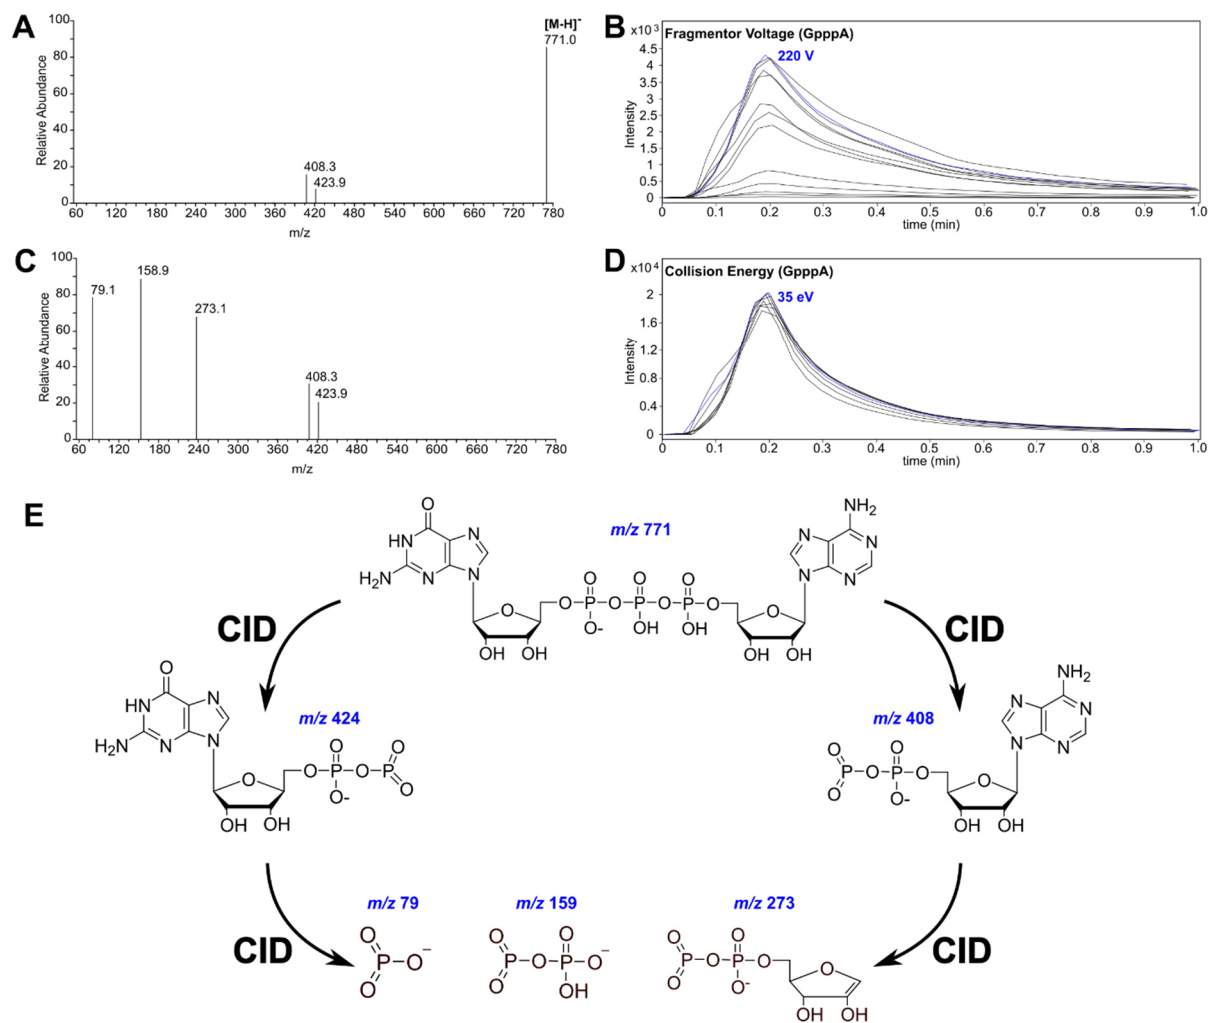 A
100
80
60
40
20
0
Relative Abundance
[M-H]-
771.0
408.3
423.9
60 120 180 240 300 360 420 480 540 600 660 720 780
m/z
B
x10 3
Fragmentor Voltage (GpppA)
220 V
4.5
4
3.5
3
2.5
2
1.5
1
0.5
0
Intensity
0 0.1 0.2 0.3 0.4 0.5 0.6 0.7 0.8 0.9 1.0
time (min)
C
100
80
60
40
20
0
Relative Abundance
79.1
158.9
273.1
408.3
423.9
60 120 180 240 300 360 420 480 540 600 660 720 780
m/z
D
x10 4
Collision Energy (GpppA)
35 eV
2
1.6
1.2
0.8
0.4
0
Intensity
0 0.1 0.2 0.3 0.4 0.5 0.6 0.7 0.8 0.9 1.0
time (min)
E
m/z 771
O
HN
N
H2N
N
N
O
O
P
O
P
O
P
O
O
O
O
O-
OH
OH
O
OH
OH
OH
OH
NH2
N
N
N
N
CID
CID
m/z 424
O
HN
N
H2N
N
N
O
O
P
O
P
O
O
O
O-
OH
OH
m/z 408
NH2
N
N
N
N
O
P
O
P
O
O
O
O-
O
OH
OH
CID
CID
m/z 79
O
P
O-
O
m/z 159
O
P
O
P
O-
O
O
OH
m/z 273
O
P
O
P
O
O
O
O-
O
OH
OH